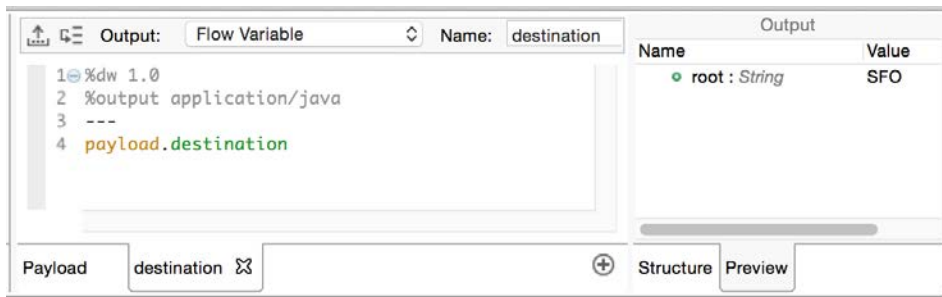 Output: Flow Variable Name: destination
1 %dw 1.0
2 %output application/java
3 ---
4 payload.destination
Payload destination
Output
Name Value
root : String SFO
Structure Preview